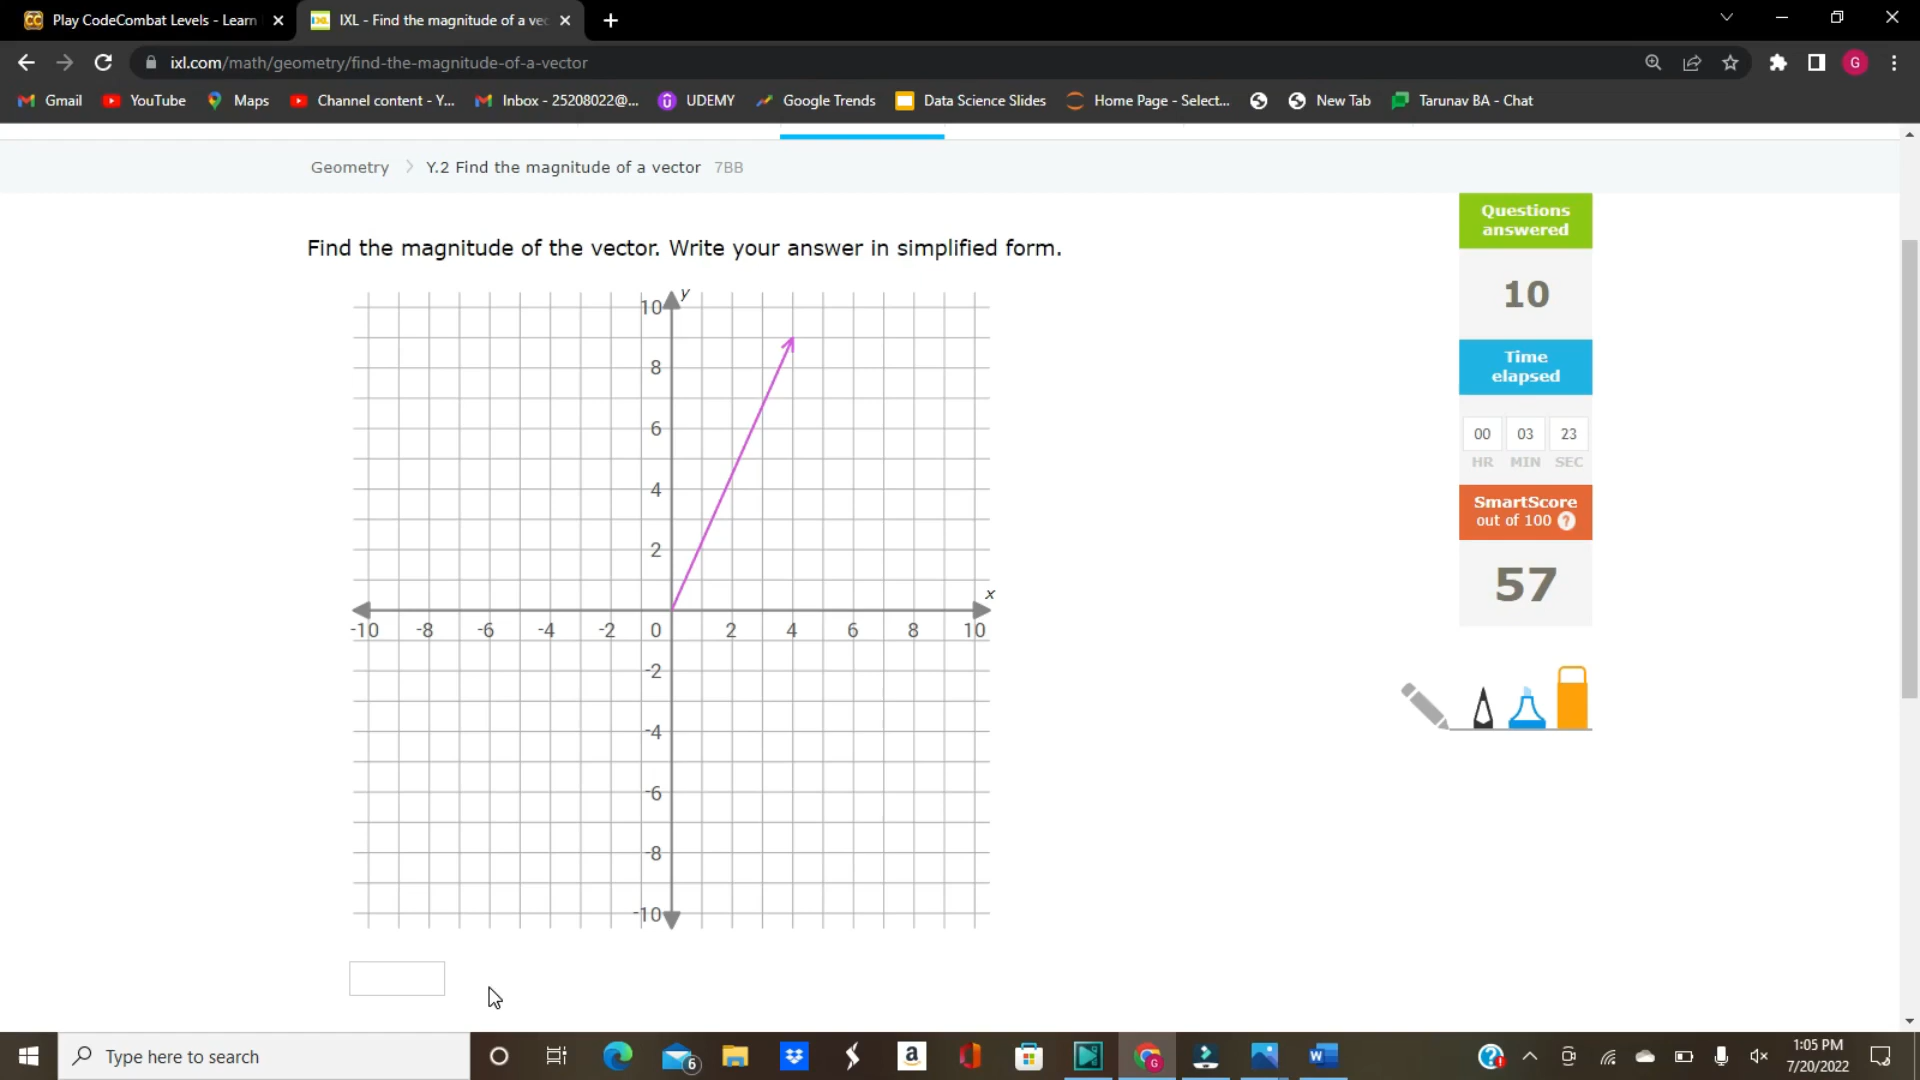 Play CodeCombat Levels - Learn
IXL - Find the magnitude of a vec
ixl.com/math/geometry/find-the-magnitude-of-a-vector
G
Gmail
YouTube
Maps
Channel content - Y...
Inbox - 25208022@...
UDEMY
Google Trends
Data Science Slides
Home Page - Select...
New Tab
Tarunav BA - Chat
Geometry > Y.2 Find the magnitude of a vector 7BB
Find the magnitude of the vector. Write your answer in simplified form.
y
10
8
6
4
2
x
-10 -8 -6 -4 -2 0 2 4 6 8 10
-2
-4
-6
-8
-10
Questions
answered
10
Time
elapsed
00 03 23
HR MIN SEC
SmartScore
out of 100 ?
57
Type here to search
6
1:05 PM
7/20/2022